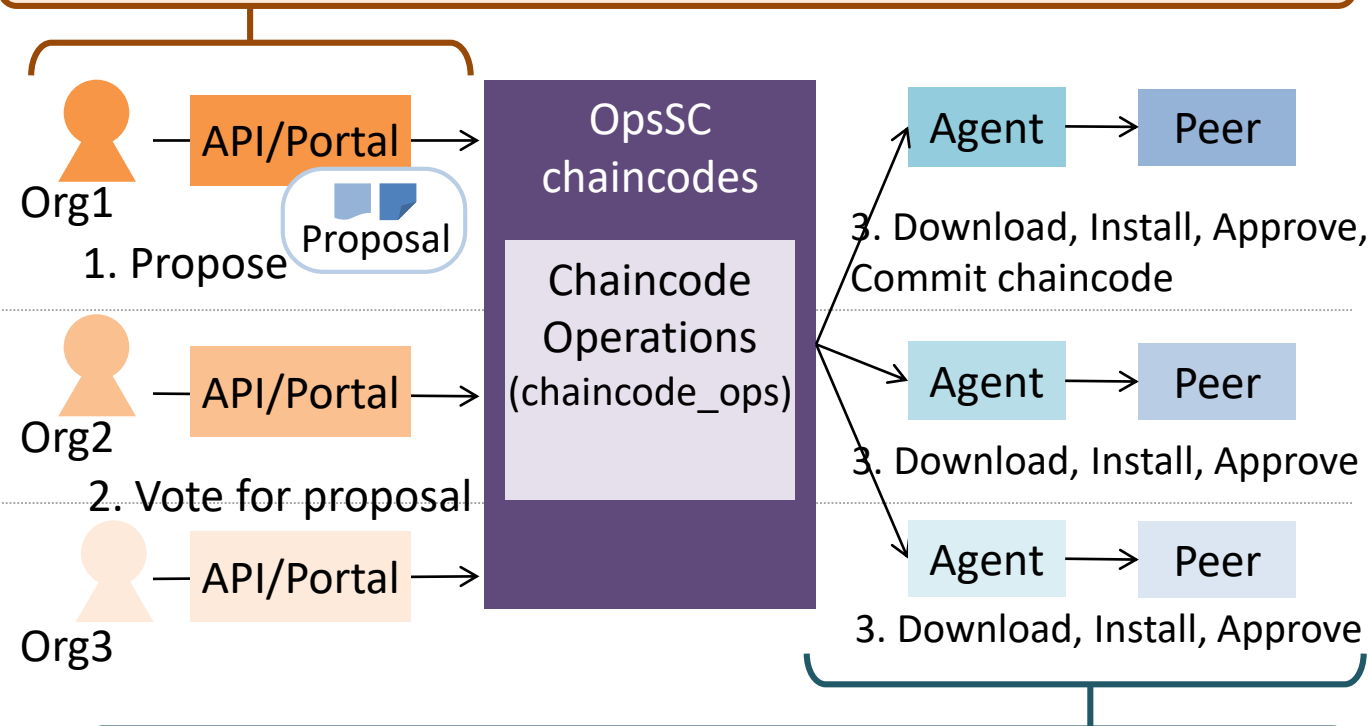 API/Portal
Org1
Proposal
1. Propose
OpsSC
chaincodes
Chaincode
Operations
(chaincode_ops)
Agent
Peer
3. Download, Install, Approve,
Commit chaincode
API/Portal
Org2
2. Vote for proposal
Agent
Peer
3. Download, Install, Approve
API/Portal
Org3
Agent
Peer
3. Download, Install, Approve